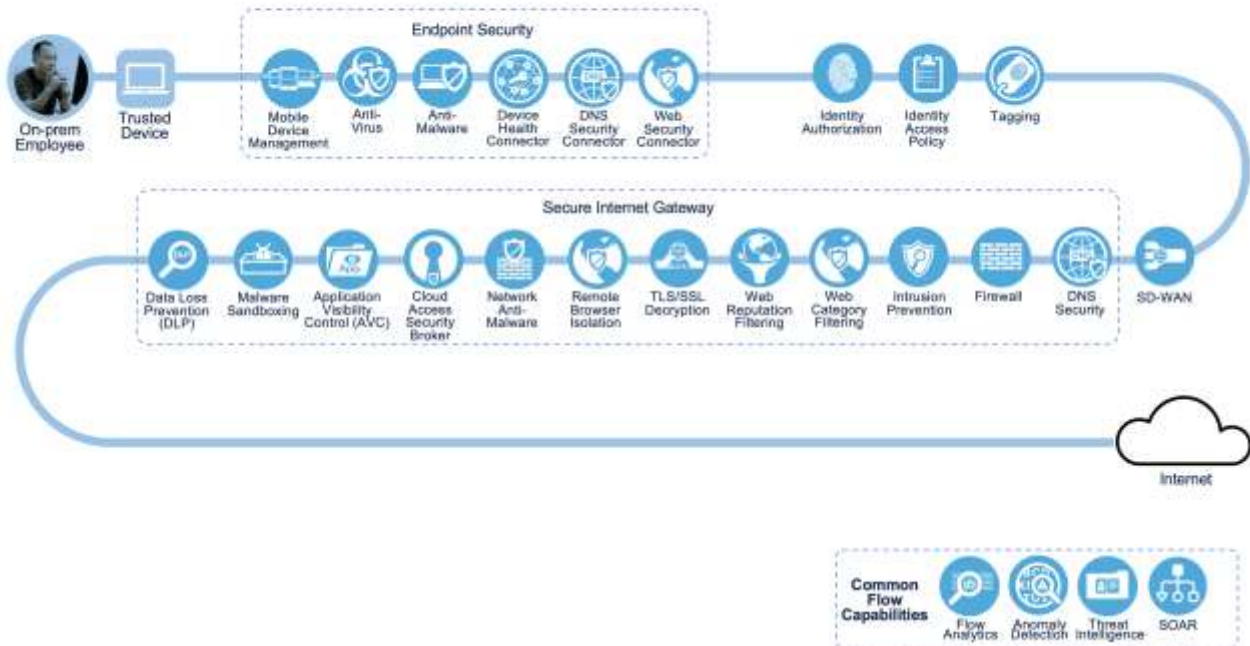 Endpoint Security
On-prem
Employee
Trusted
Device
Mobile
Device
Management
Anti-
Virus
Anti-
Malware
Device
Health
Connector
DNS
Security
Connector
Web
Security
Connector
Identity
Authorization
Identity
Access
Policy
Tagging
Secure Internet Gateway
Data Loss
Prevention
(DLP)
Malware
Sandboxing
App
Application
Visibility
Control (AVC)
Cloud
Access
Security
Broker
Network
Anti-
Malware
Remote
Browser
Isolation
TLS/SSL
Decryption
Web
Reputation
Filtering
Web
Category
Filtering
Intrusion
Prevention
Firewall
DNS
Security
SD-WAN
Internet
Common
Flow
Capabilities
Flow
Analytics
Anomaly
Detection
Threat
Intelligence
SOAR